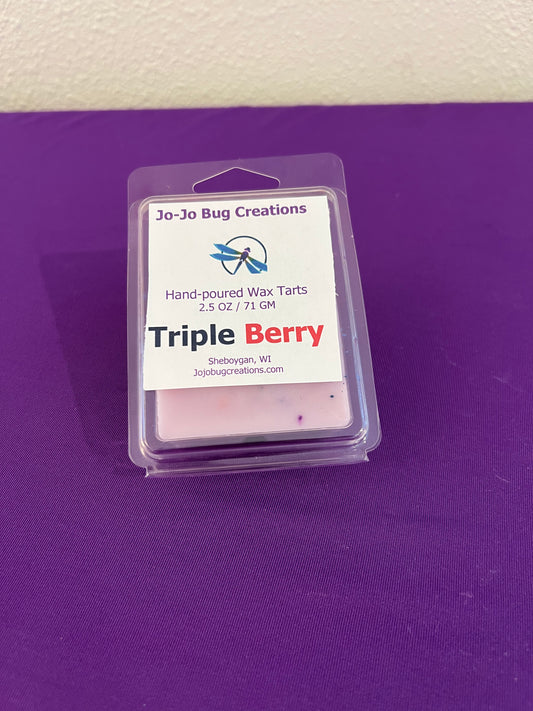 Jo-Jo Bug Creations
Hand-poured Wax Tarts
2.5 OZ / 71 GM
Triple Berry
Sheboygan, WI
Jojobugcreations.com